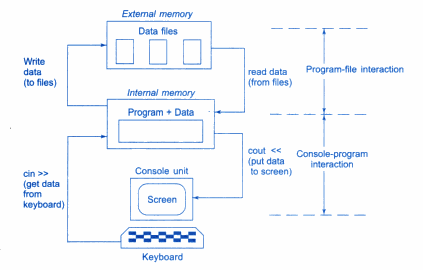 External memory
Data files
Write
data
(to files)
read data
(from files)
Program-file interaction
Internal memory
Program + Data
cout <<
(put data
to screen)
Console-program
interaction
cin >>
(get data
from
keyboard)
Console unit
Screen
Keyboard